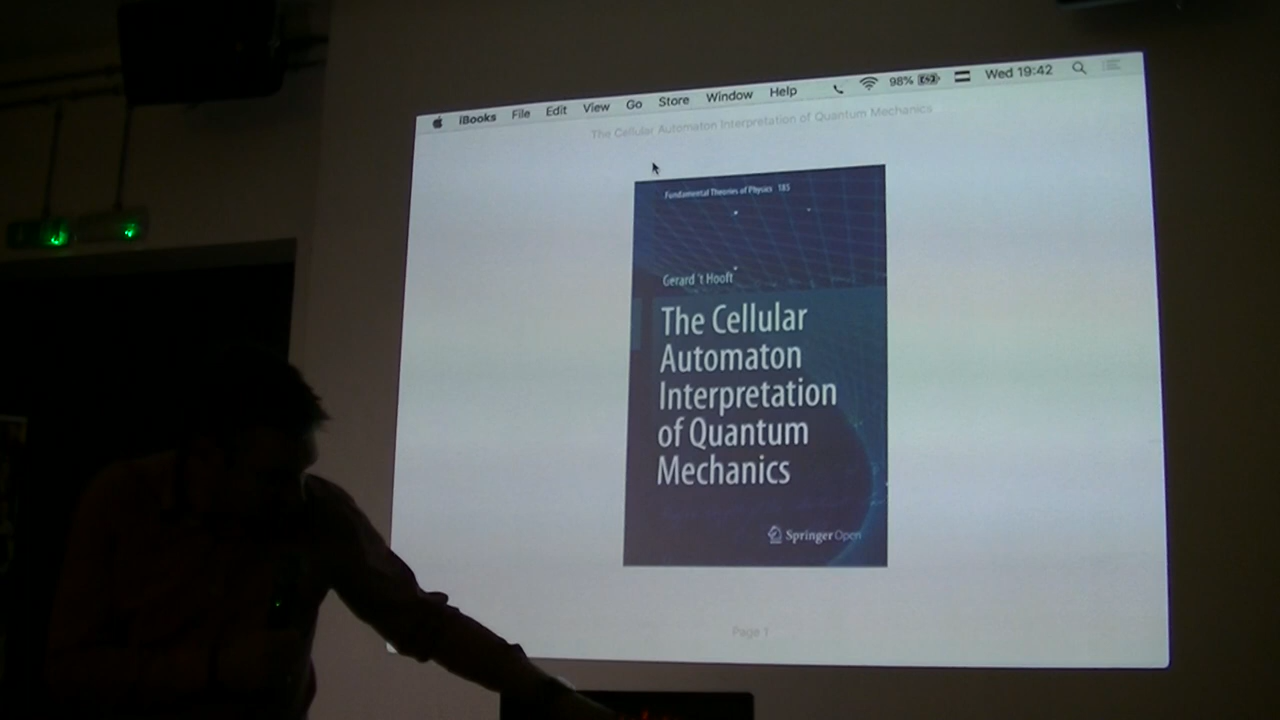 iBooks File Edit View Go Store Window Help 98% Wed 19:42
The Cellular Automaton Interpretation of Quantum Mechanics
Fundamental Theories of Physics 185
Gerard 't Hooft
The Cellular
Automaton
Interpretation
of Quantum
Mechanics
Springer Open
Page 1